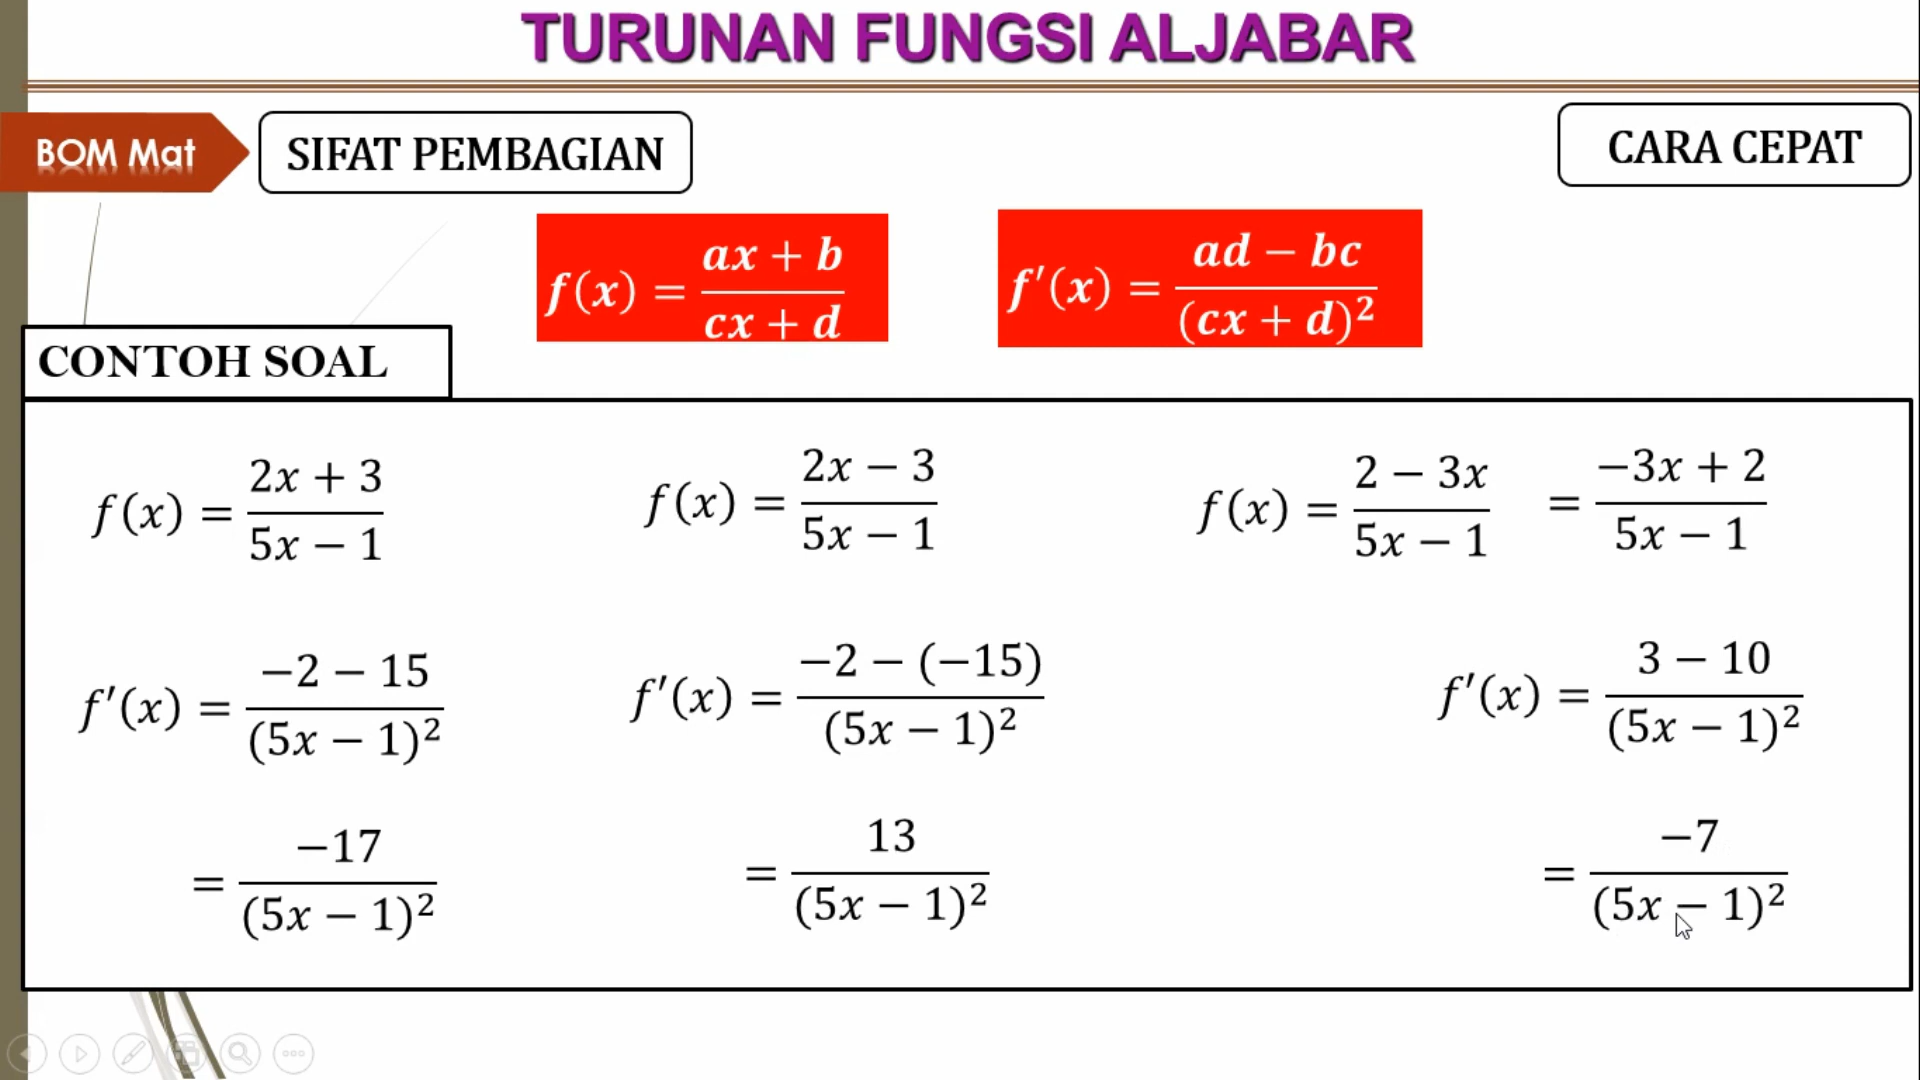 TURUNAN FUNGSI ALJABAR
BOM Mat
SIFAT PEMBAGIAN
CARA CEPAT
f(x) = (ax + b)/(cx + d)
f′(x) = (ad − bc)/(cx + d)²
CONTOH SOAL
f(x) = (2x + 3)/(5x − 1)
f′(x) = (−2 − 15)/(5x − 1)²
= −17/(5x − 1)²
f(x) = (2x − 3)/(5x − 1)
f′(x) = (−2 − (−15))/(5x − 1)²
= 13/(5x − 1)²
f(x) = (2 − 3x)/(5x − 1) = (−3x + 2)/(5x − 1)
f′(x) = (3 − 10)/(5x − 1)²
= −7/(5x − 1)²